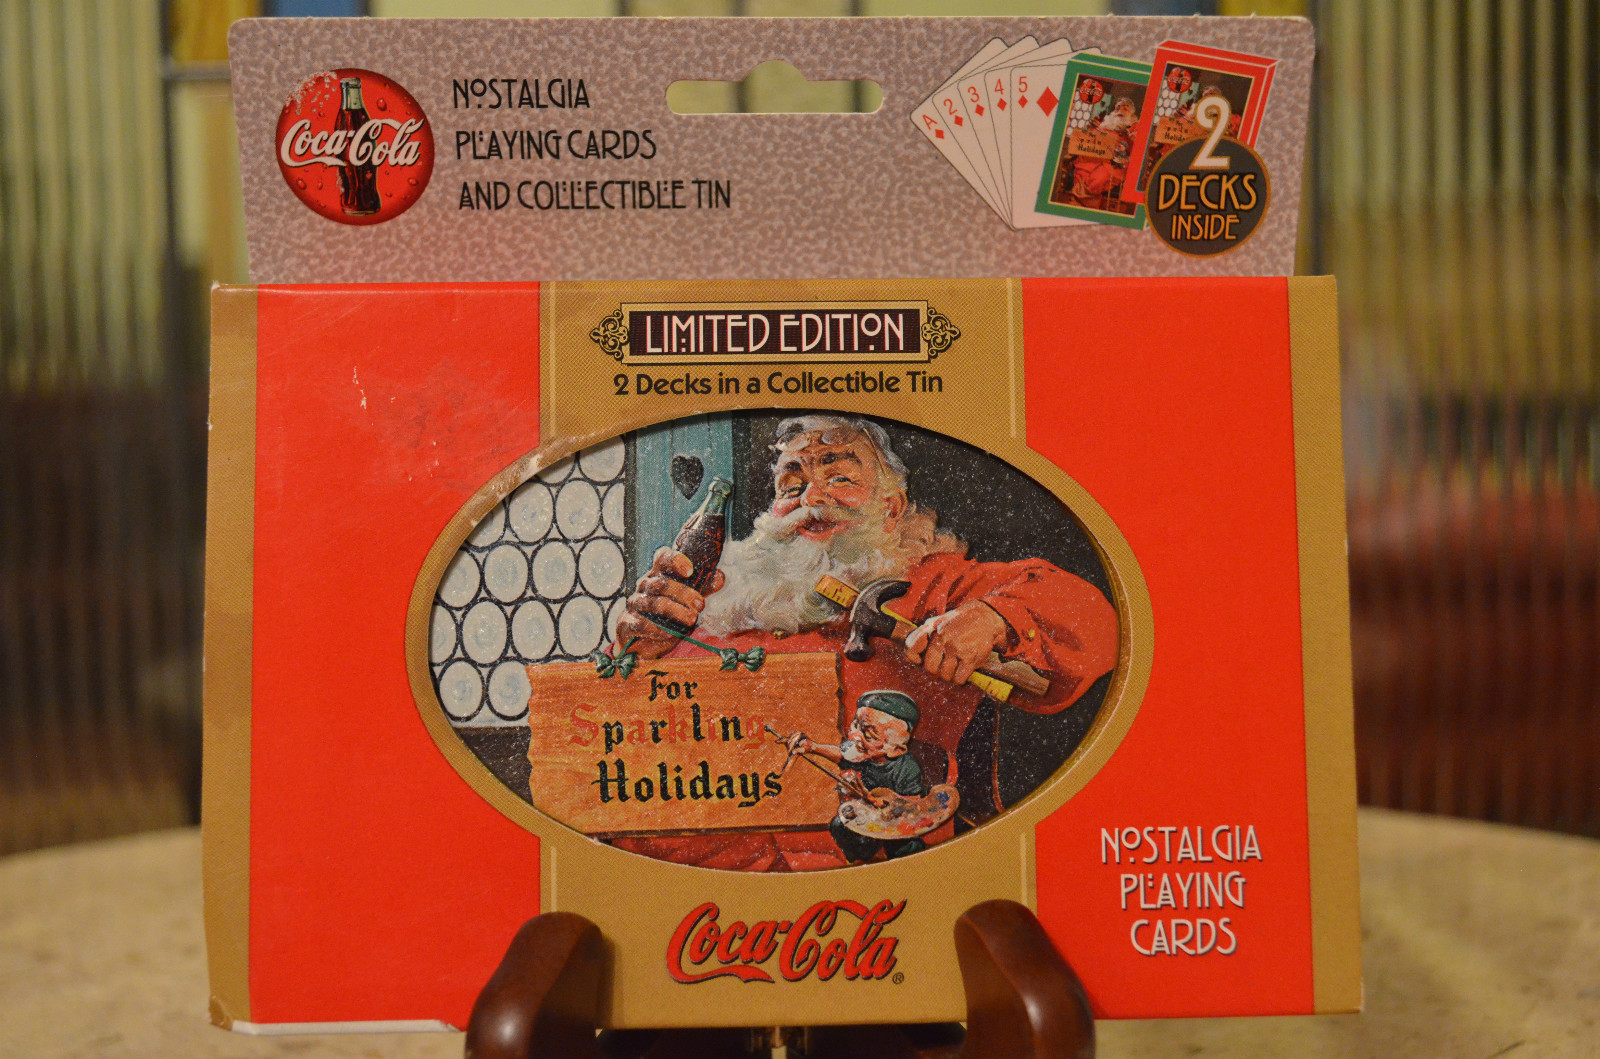 Coca-Cola
NOSTALGIA
PLAYING CARDS
AND COLLECTIBLE TIN
A 2 3 4 5
2
DECKS
INSIDE
LIMITED EDITION
2 Decks in a Collectible Tin
For
Sparkling
Holidays
Coca-Cola®
NOSTALGIA
PLAYING
CARDS